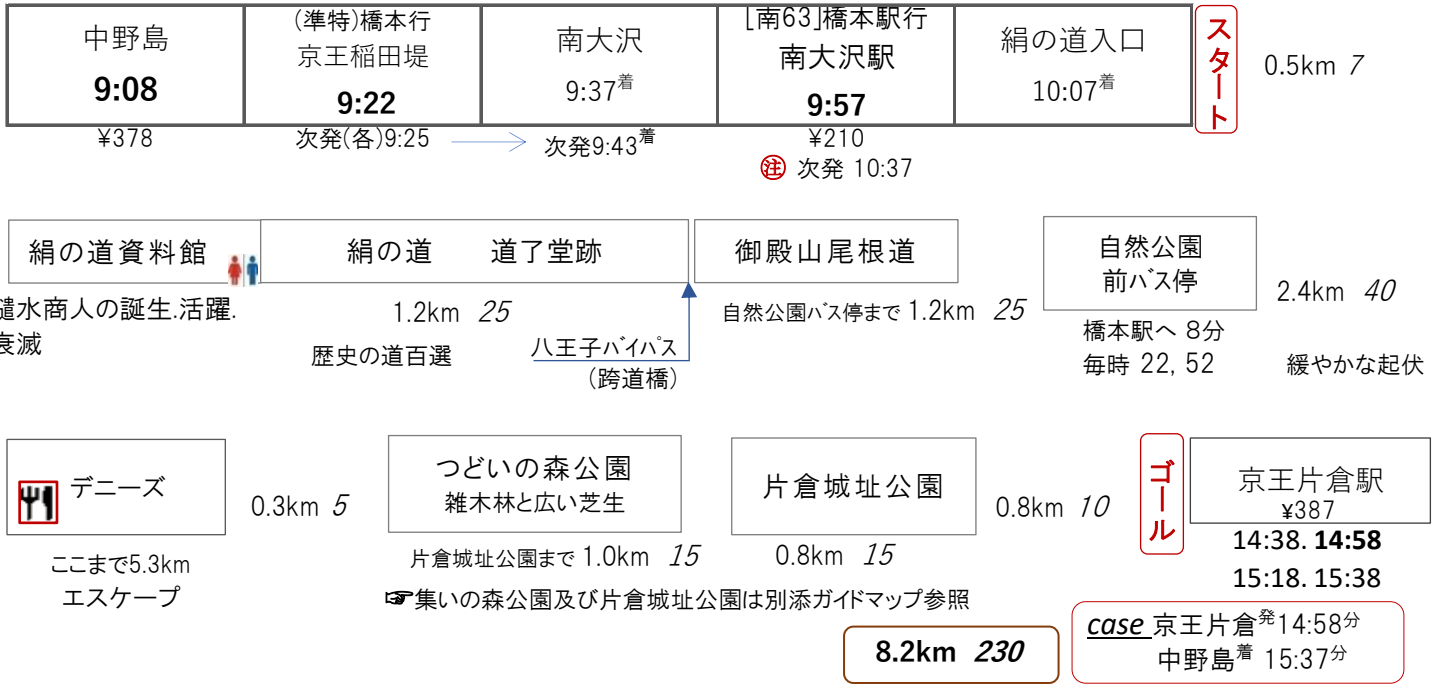 中野島
9:08
¥378
(準特)橋本行
京王稲田堤
9:22
次発(各)9:25
南大沢
9:37着
次発9:43着
[南63]橋本駅行
南大沢駅
9:57
¥210
㊟ 次発 10:37
絹の道入口
10:07着
スタート
0.5km 7
絹の道資料館
水商人の誕生.活躍.
衰滅
絹の道 道了堂跡
1.2km 25
歴史の道百選
八王子バイパス
(跨道橋)
御殿山尾根道
自然公園バス停まで 1.2km 25
自然公園
前バス停
橋本駅へ 8分
毎時 22, 52
2.4km 40
緩やかな起伏
デニーズ
ここまで5.3km
エスケープ
0.3km 5
つどいの森公園
雑木林と広い芝生
片倉城址公園まで 1.0km 15
片倉城址公園
0.8km 15
☞集いの森公園及び片倉城址公園は別添ガイドマップ参照
0.8km 10
ゴール
京王片倉駅
¥387
14:38. 14:58
15:18. 15:38
8.2km 230
case 京王片倉発14:58分
中野島着 15:37分